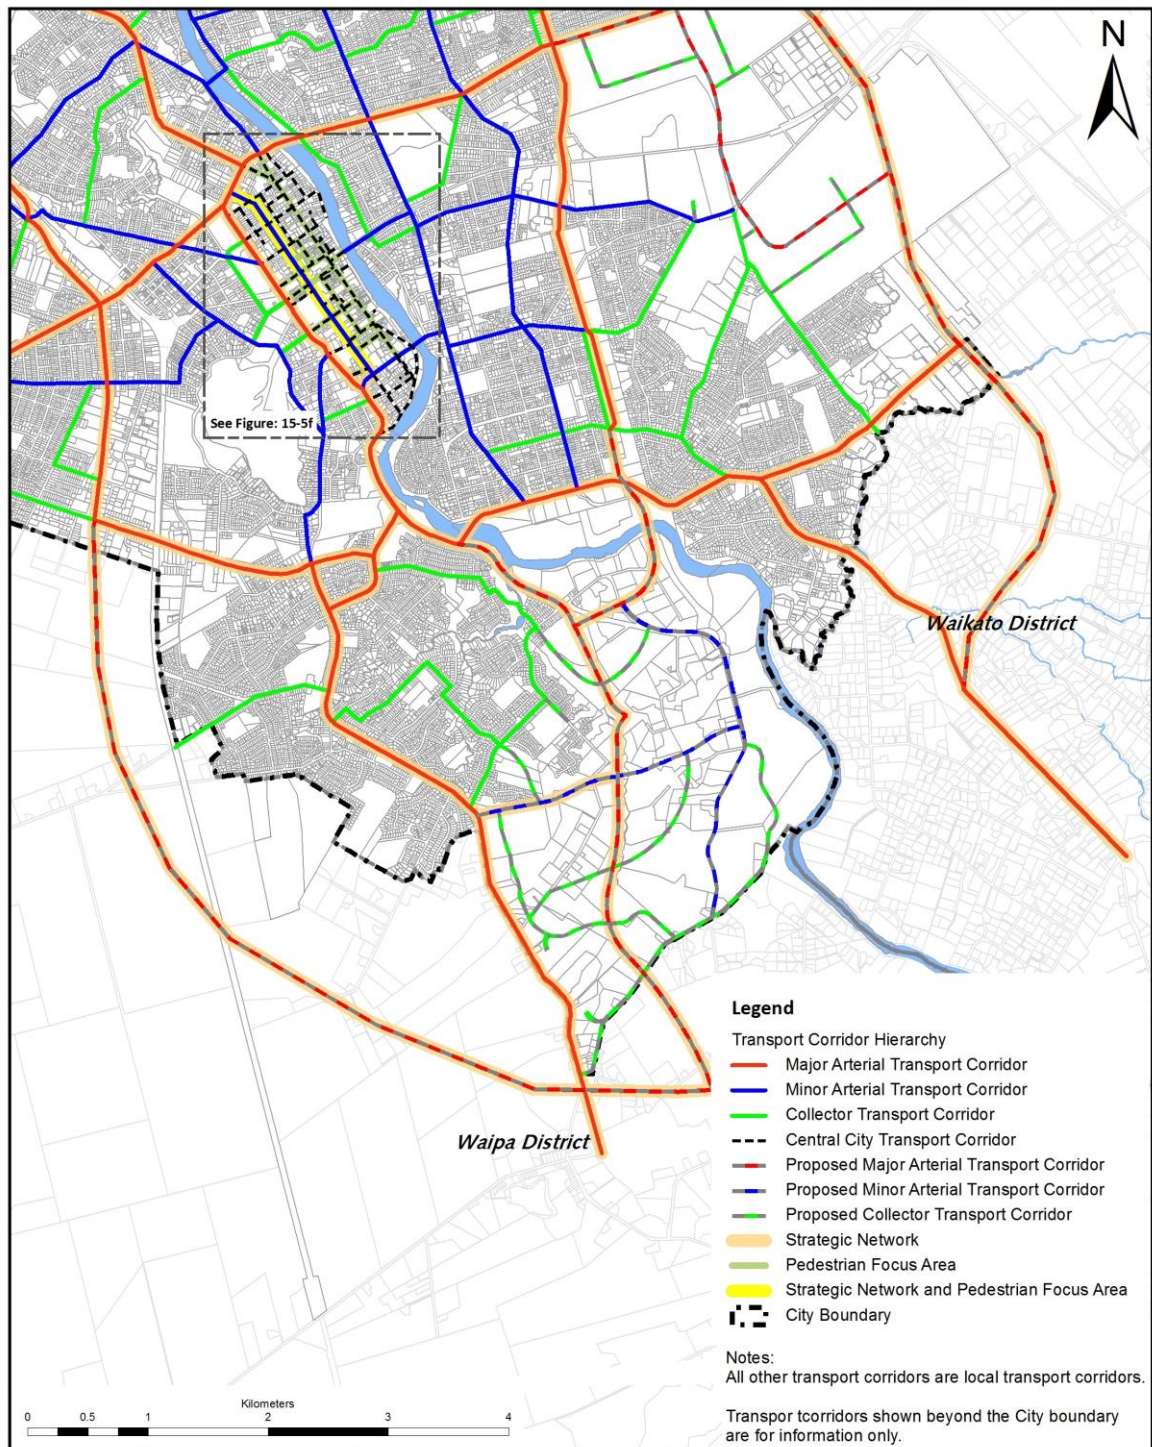 N
See Figure: 15-5f
Waikato District
Waipa District
Legend
Transport Corridor Hierarchy
Major Arterial Transport Corridor
Minor Arterial Transport Corridor
Collector Transport Corridor
Central City Transport Corridor
Proposed Major Arterial Transport Corridor
Proposed Minor Arterial Transport Corridor
Proposed Collector Transport Corridor
Strategic Network
Pedestrian Focus Area
Strategic Network and Pedestrian Focus Area
City Boundary
Notes:
All other transport corridors are local transport corridors.
Transpor tcorridors shown beyond the City boundary
are for information only.
Kilometers
0 0.5 1 2 3 4